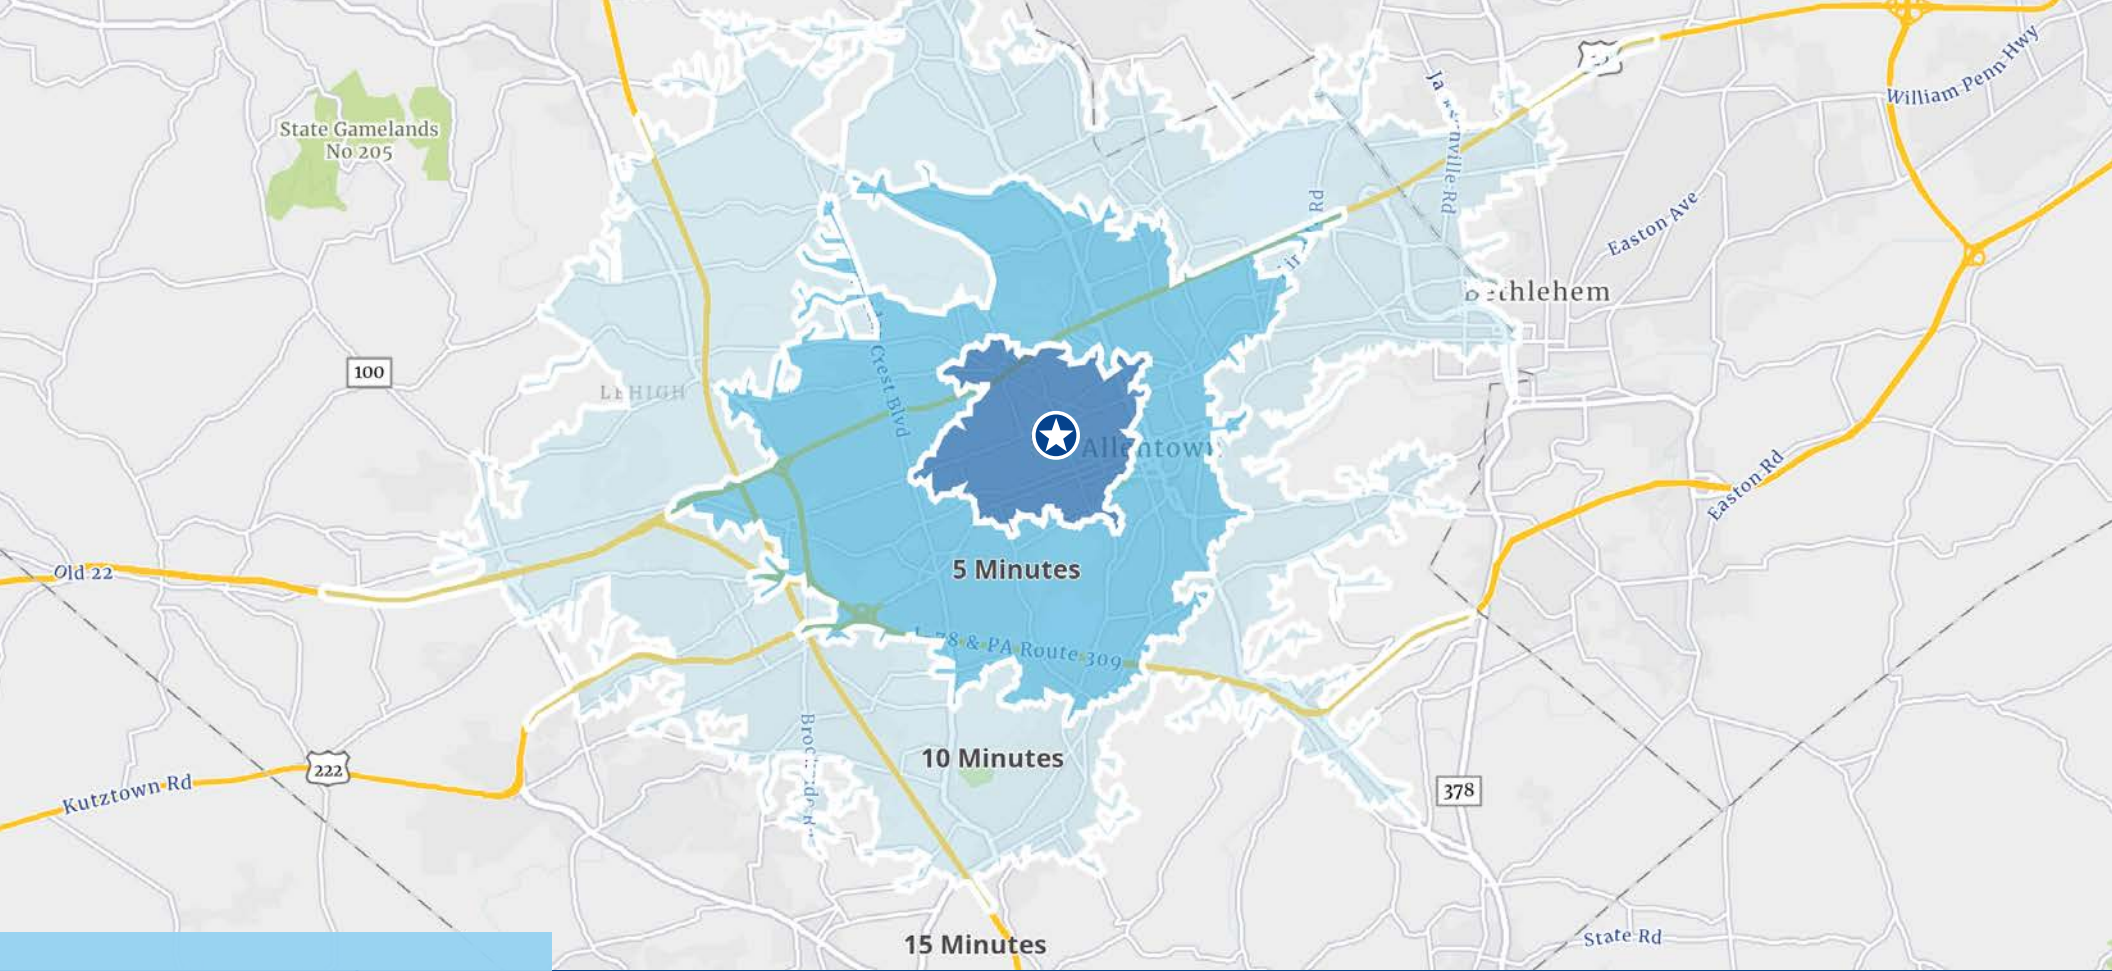 William Penn Hwy
State Gamelands
No 205
Easton Ave
Bethlehem
100
LEHIGH
Crest Blvd
Allentown
Easton Rd
Old 22
5 Minutes
I-78 & PA Route 309
10 Minutes
222
Kutztown Rd
378
15 Minutes
State Rd